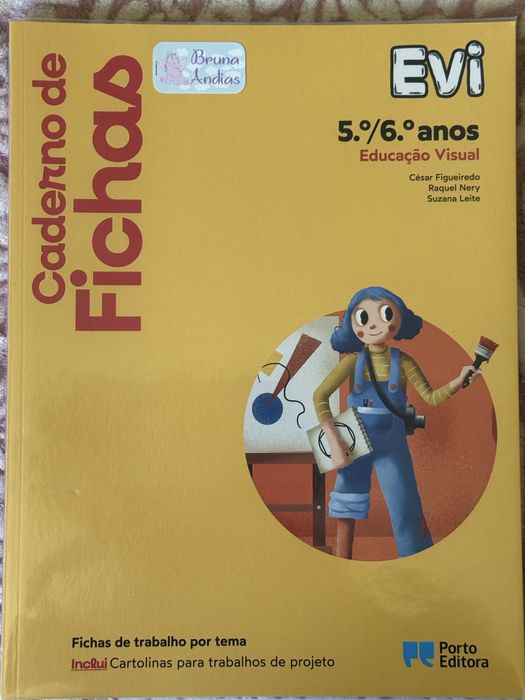 Caderno de
Fichas
Bruna
Andias
EVI
5.º/6.º anos
Educação Visual
César Figueiredo
Raquel Nery
Suzana Leite
Fichas de trabalho por tema
Inclui Cartolinas para trabalhos de projeto
Porto
Editora